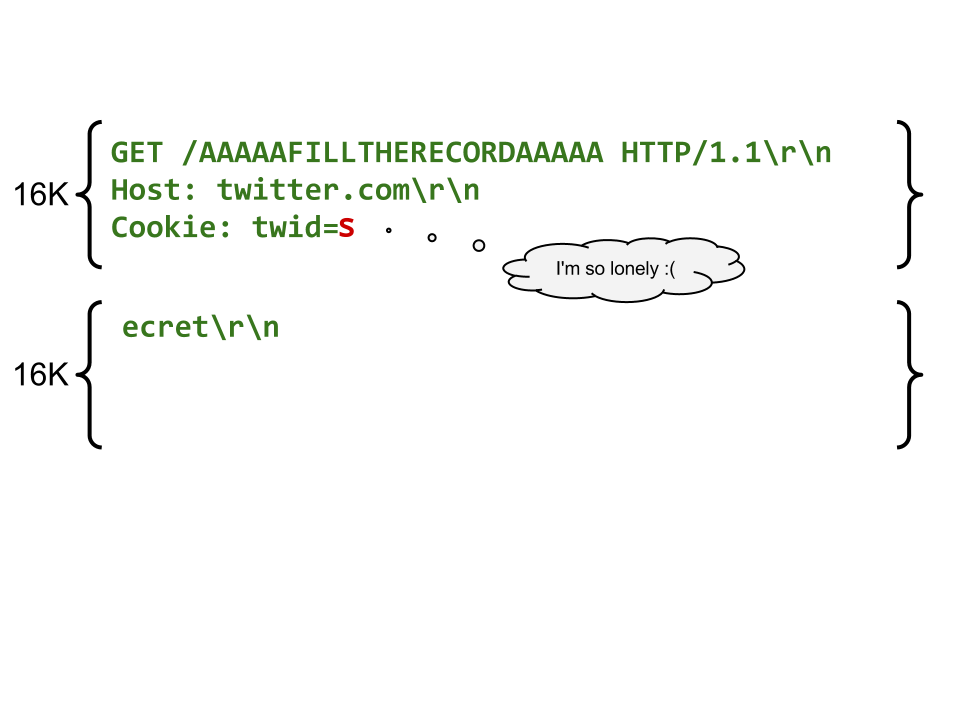 16K
GET /AAAAAFILLTHERECORDAAAAA HTTP/1.1\r\n
Host: twitter.com\r\n
Cookie: twid=S
I'm so lonely :(
16K
ecret\r\n